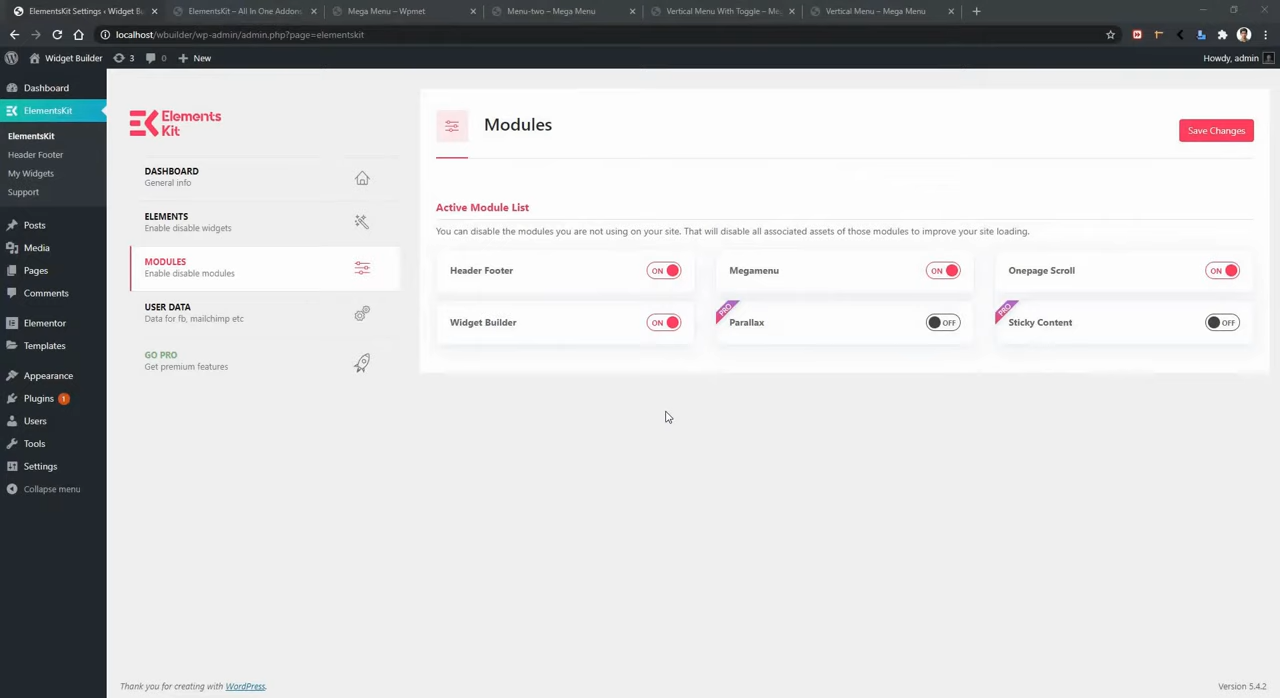 ElementsKit Settings ‹ Widget Bu
ElementsKit – All In One Addon
Mega Menu – Wpmet
Menu-two – Mega Menu
Vertical Menu With Toggle – Me
Vertical Menu – Mega Menu
localhost/wbuilder/wp-admin/admin.php?page=elementskit
Widget Builder 3 0 New
Howdy, admin
Dashboard
ElementsKit
ElementsKit
Header Footer
My Widgets
Support
Posts
Media
Pages
Comments
Elementor
Templates
Appearance
Plugins 1
Users
Tools
Settings
Collapse menu
Elements
Kit
DASHBOARD
General info
ELEMENTS
Enable disable widgets
MODULES
Enable disable modules
USER DATA
Data for fb, mailchimp etc
GO PRO
Get premium features
Modules
Save Changes
Active Module List
You can disable the modules you are not using on your site. That will disable all associated assets of those modules to improve your site loading.
Header Footer ON
Megamenu ON
Onepage Scroll ON
Widget Builder ON
PRO
Parallax OFF
PRO
Sticky Content OFF
Thank you for creating with WordPress.
Version 5.4.2